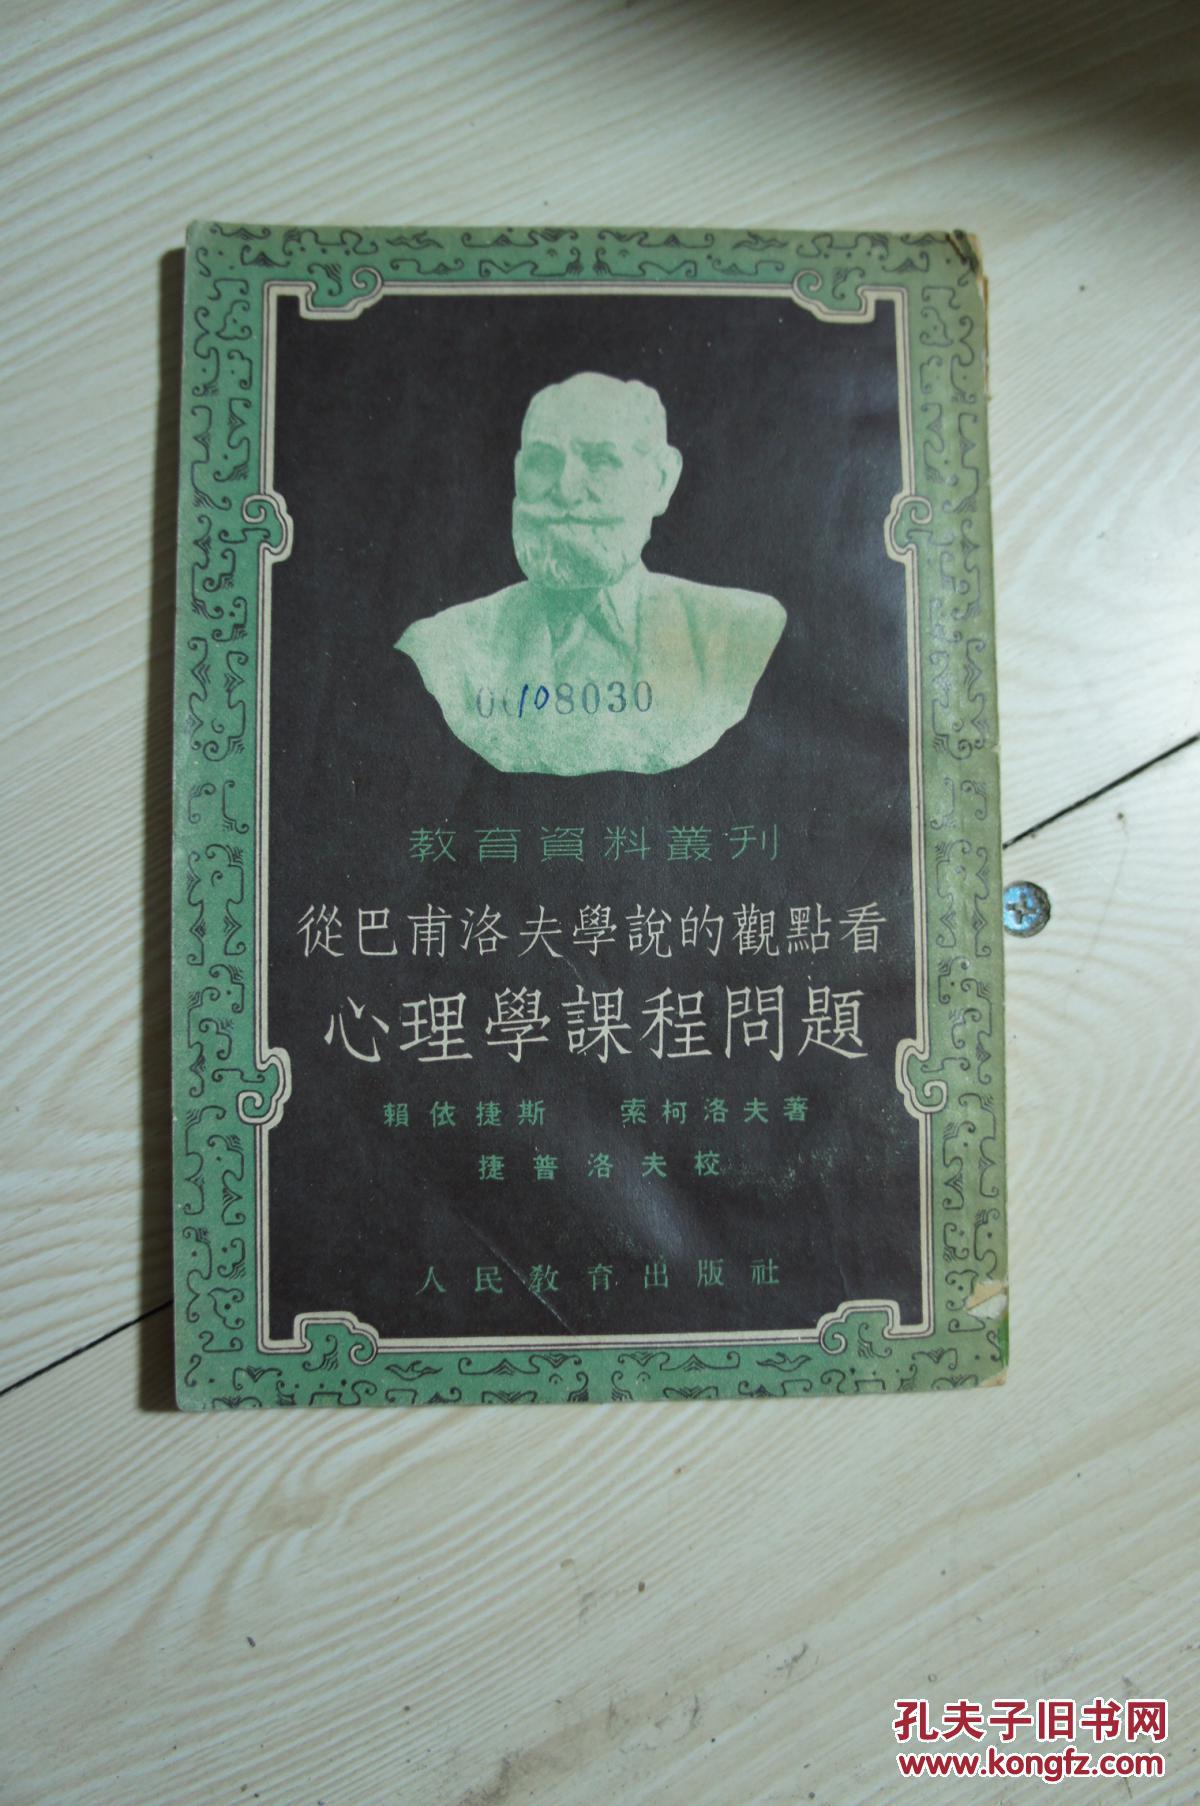 00108030
教育資料叢刊
從巴甫洛夫學說的觀點看
心理學課程問題
賴依捷斯 索柯洛夫著
捷普洛夫校
人民教育出版社
孔夫子旧书网
www.kongfz.com